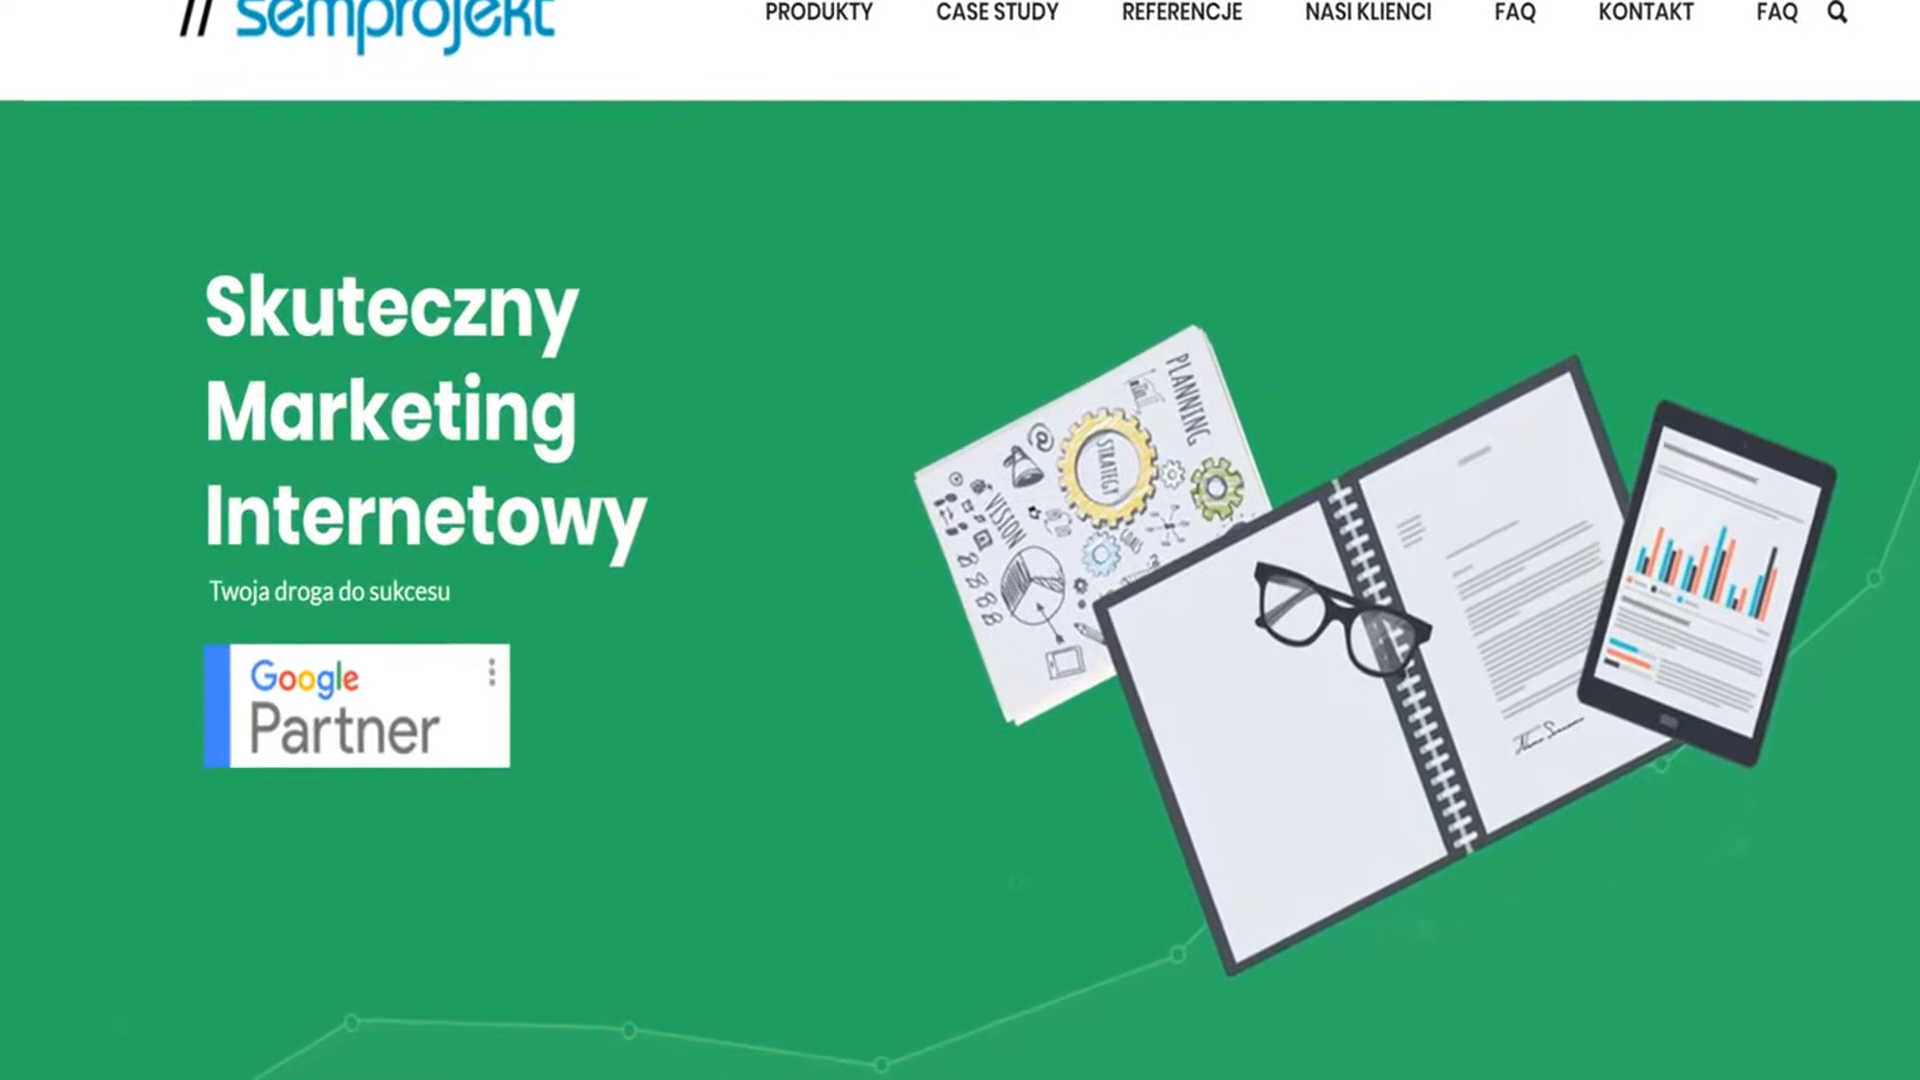 // semprojekt
PRODUKTY CASE STUDY REFERENCJE NASI KLIENCI FAQ KONTAKT FAQ
Skuteczny
Marketing
Internetowy
Twoja droga do sukcesu
Google
Partner
PLANNING
STRATEGY
VISION
GOALS